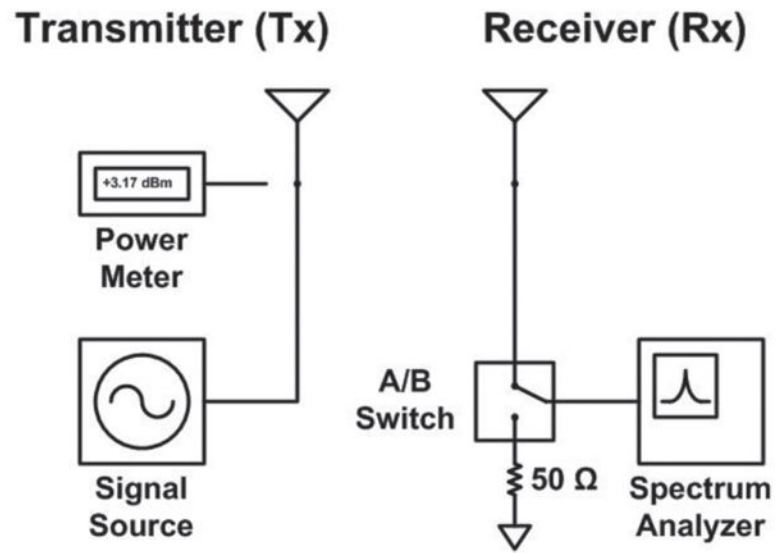 Transmitter (Tx)
Receiver (Rx)
+3.17 dBm
Power
Meter
A/B
Switch
50 Ω
Signal
Source
Spectrum
Analyzer